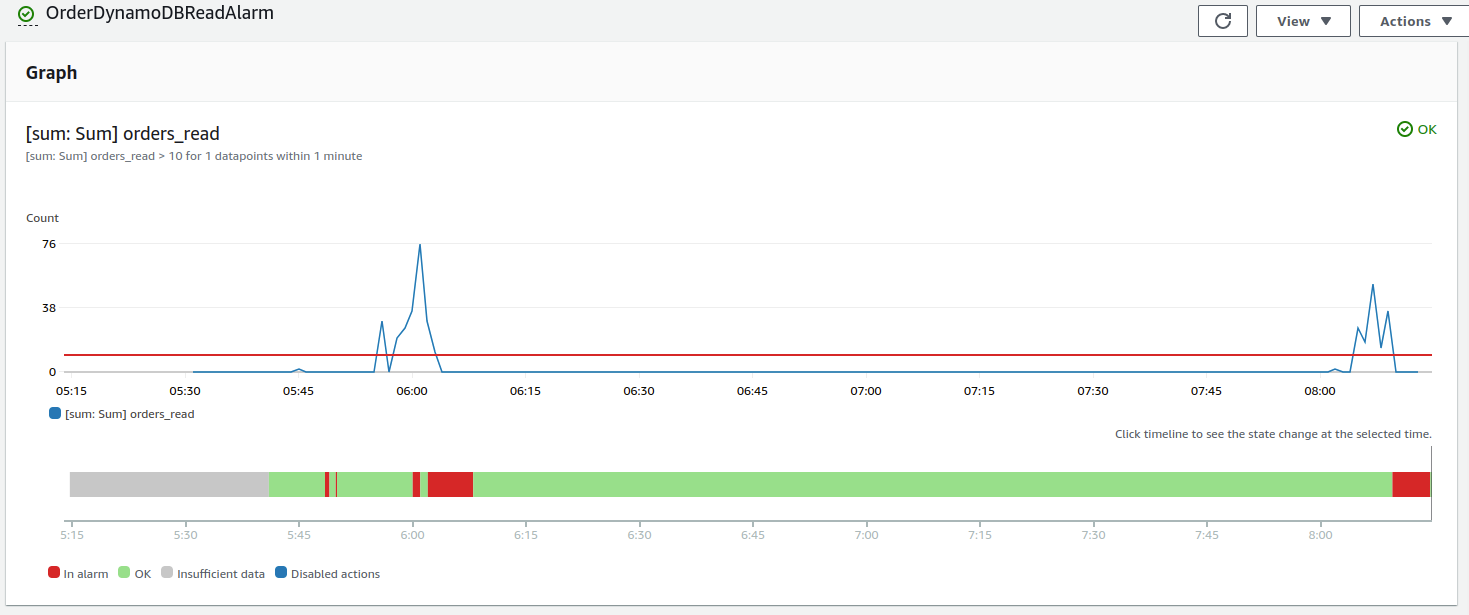 OrderDynamoDBReadAlarm
View
Actions
Graph
[sum: Sum] orders_read
OK
[sum: Sum] orders_read > 10 for 1 datapoints within 1 minute
Count
76
38
0
05:15 05:30 05:45 06:00 06:15 06:30 06:45 07:00 07:15 07:30 07:45 08:00
[sum: Sum] orders_read
Click timeline to see the state change at the selected time.
5:15 5:30 5:45 6:00 6:15 6:30 6:45 7:00 7:15 7:30 7:45 8:00
In alarm OK Insufficient data Disabled actions